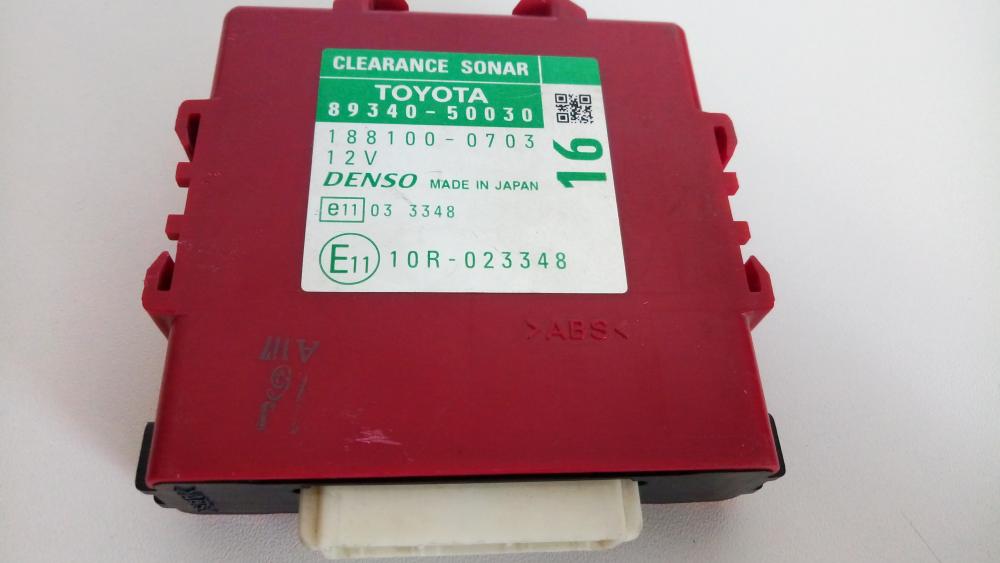 CLEARANCE SONAR
TOYOTA
89340-50030
188100-0703
12V
DENSO MADE IN JAPAN
e11 03 3348
E11 10R-023348
16
>ABS<